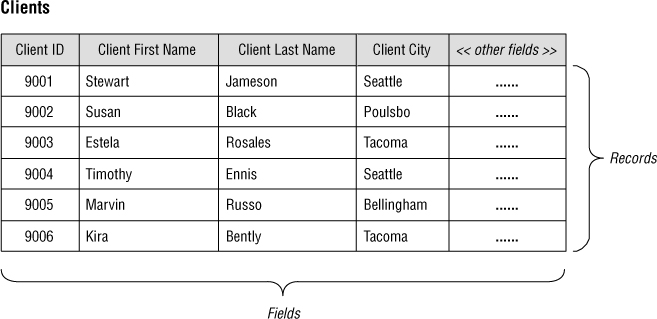 Clients
Client ID Client First Name Client Last Name Client City << other fields >>
9001 Stewart Jameson Seattle ......
9002 Susan Black Poulsbo ......
9003 Estela Rosales Tacoma ......
9004 Timothy Ennis Seattle ......
9005 Marvin Russo Bellingham ......
9006 Kira Bently Tacoma ......
Records
Fields